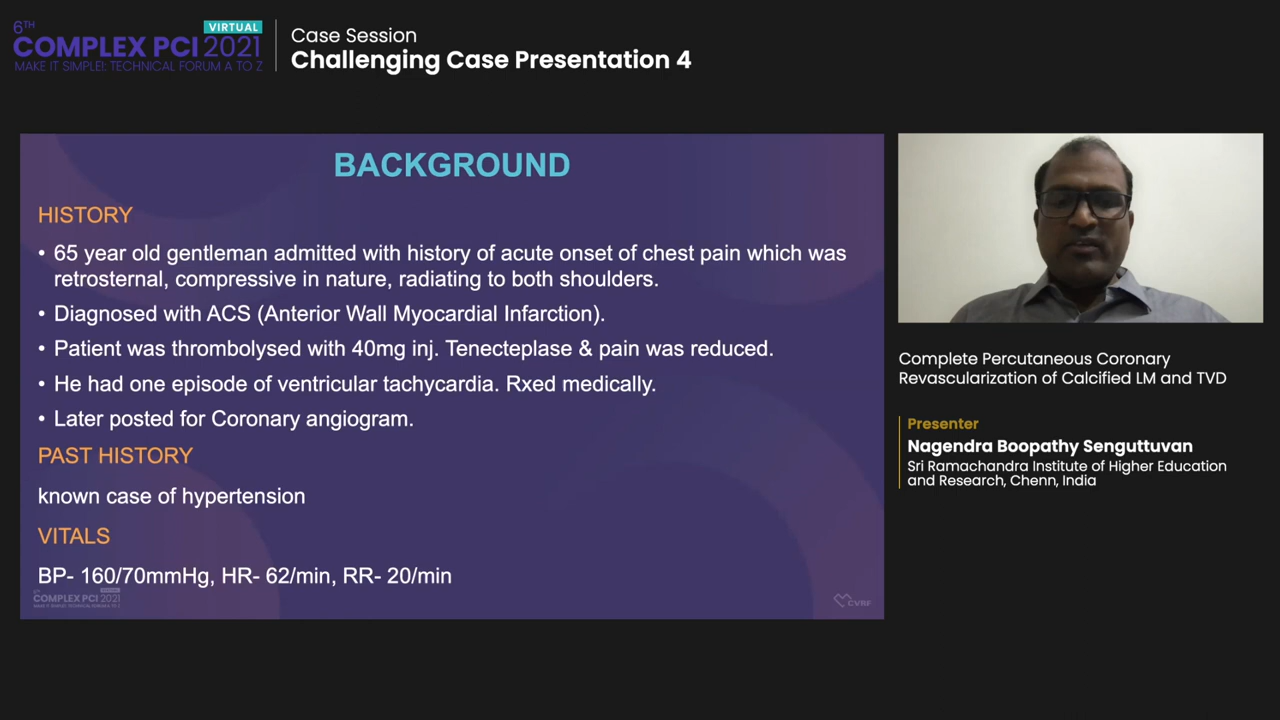 6TH
VIRTUAL
COMPLEX PCI 2021
MAKE IT SIMPLE!: TECHNICAL FORUM A TO Z
Case Session
Challenging Case Presentation 4
BACKGROUND
HISTORY
• 65 year old gentleman admitted with history of acute onset of chest pain which was
retrosternal, compressive in nature, radiating to both shoulders.
• Diagnosed with ACS (Anterior Wall Myocardial Infarction).
• Patient was thrombolysed with 40mg inj. Tenecteplase & pain was reduced.
• He had one episode of ventricular tachycardia. Rxed medically.
• Later posted for Coronary angiogram.
PAST HISTORY
known case of hypertension
VITALS
BP- 160/70mmHg, HR- 62/min, RR- 20/min
COMPLEX PCI 2021
MAKE IT SIMPLE!: TECHNICAL FORUM A TO Z
CVRF
Complete Percutaneous Coronary
Revascularization of Calcified LM and TVD
Presenter
Nagendra Boopathy Senguttuvan
Sri Ramachandra Institute of Higher Education
and Research, Chenn, India